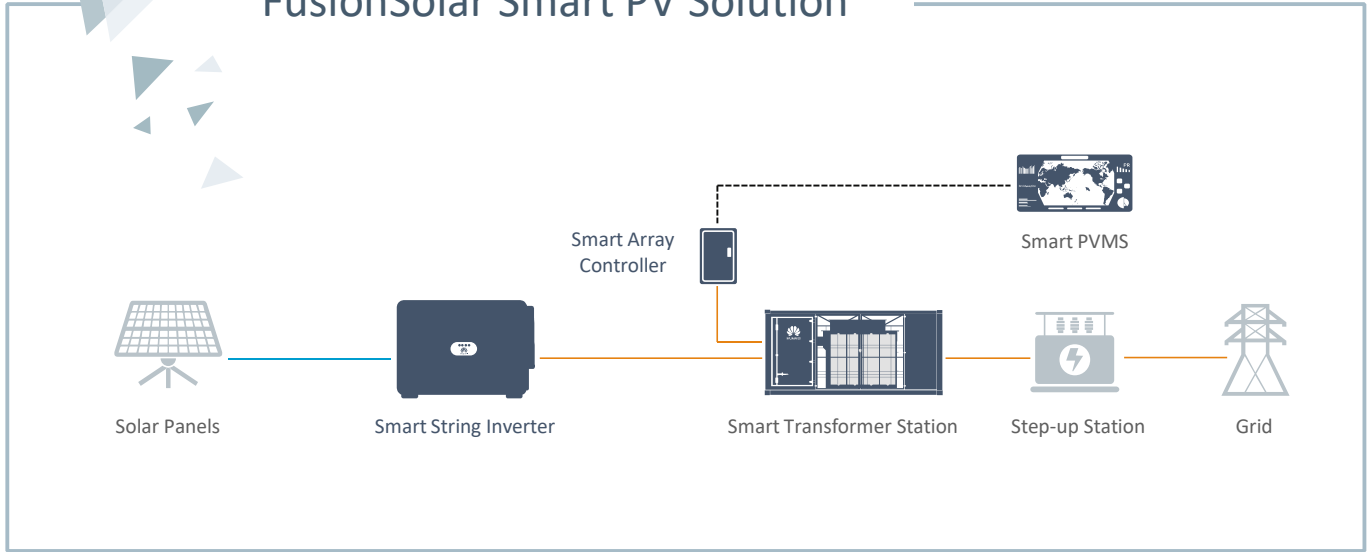 FusionSolar Smart PV Solution
Smart Array
Controller
Smart PVMS
Solar Panels
Smart String Inverter
Smart Transformer Station
Step-up Station
Grid